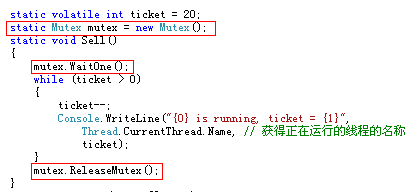 static volatile int ticket = 20;
static Mutex mutex = new Mutex();
static void Sell()
{
mutex.WaitOne();
while (ticket > 0)
{
ticket--;
Console.WriteLine("{0} is running, ticket = {1}",
Thread.CurrentThread.Name, // 获得正在运行的线程的名称
ticket);
}
mutex.ReleaseMutex();
}